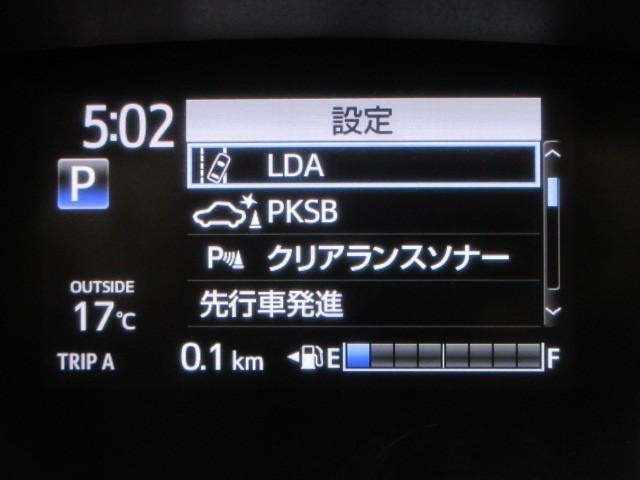 5:02
設定
P
LDA
PKSB
P クリアランスソナー
先行車発進
OUTSIDE
17℃
TRIP A 0.1 km E F